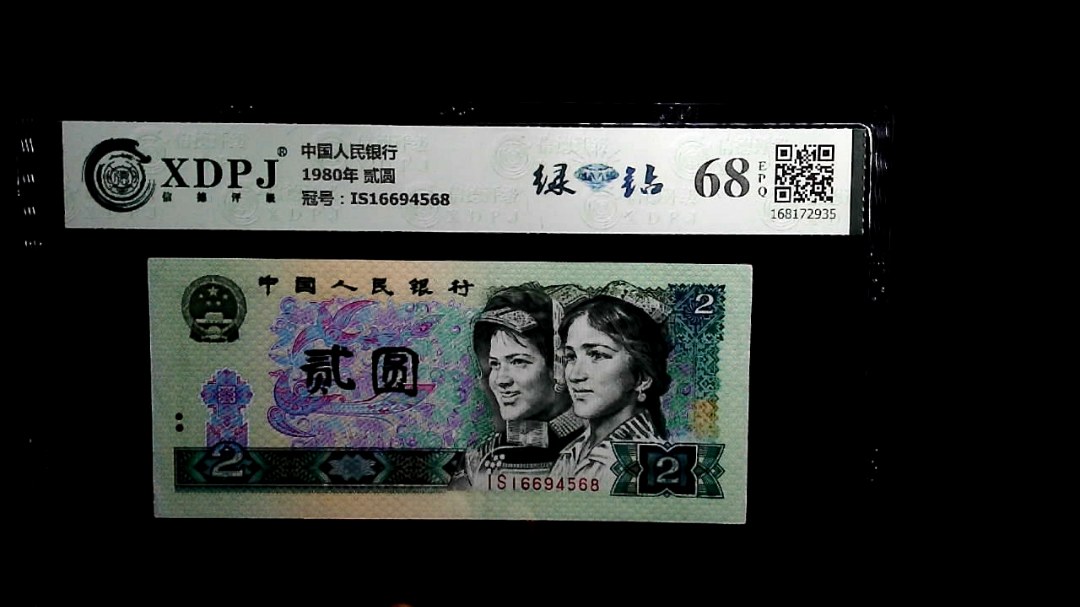 XDPJ®
信德评级
中国人民银行
1980年 贰圆
冠号：IS16694568
绿钻
68
EPQ
168172935
中国人民银行
2
贰圆
2
IS16694568
2